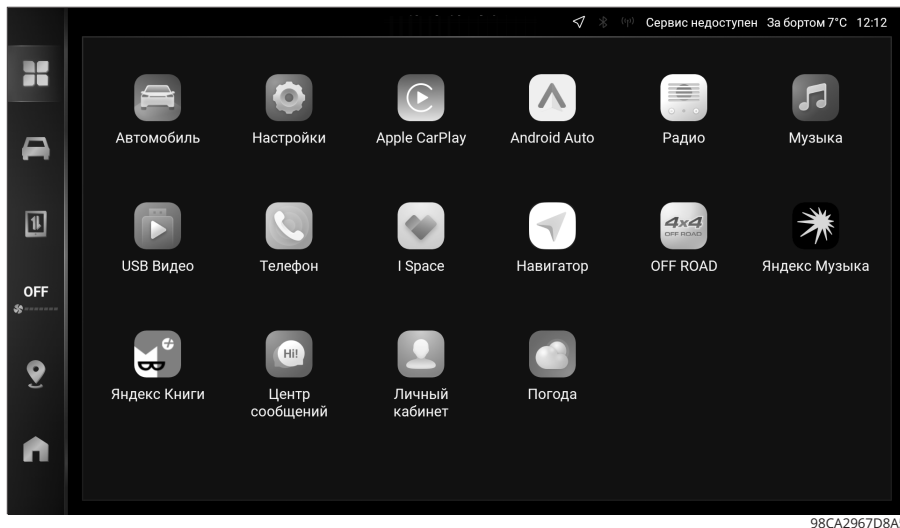 Сервис недоступен За бортом 7°C 12:12
Автомобиль Настройки Apple CarPlay Android Auto Радио Музыка
4x4
OFF ROAD
USB Видео Телефон I Space Навигатор OFF ROAD Яндекс Музыка
OFF
Hi!
Яндекс Книги Центр сообщений Личный кабинет Погода
98CA2967D8A